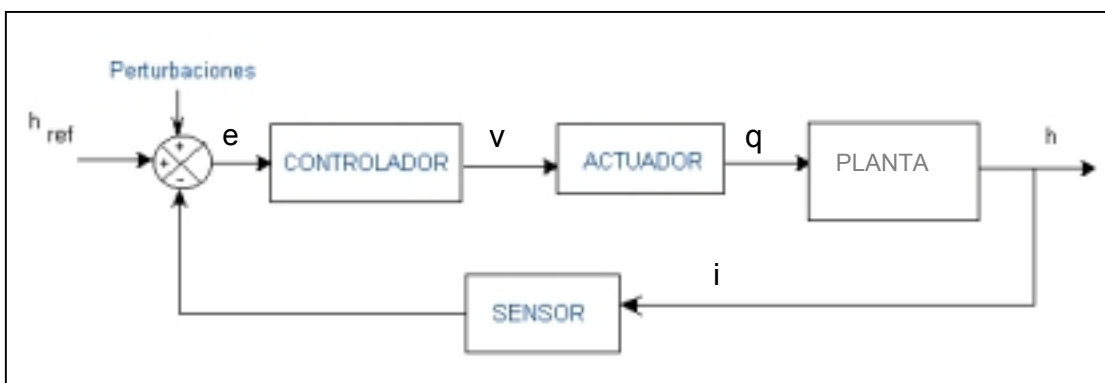 Perturbaciones
h ref
+
+
-
e
CONTROLADOR
v
ACTUADOR
q
PLANTA
h
i
SENSOR